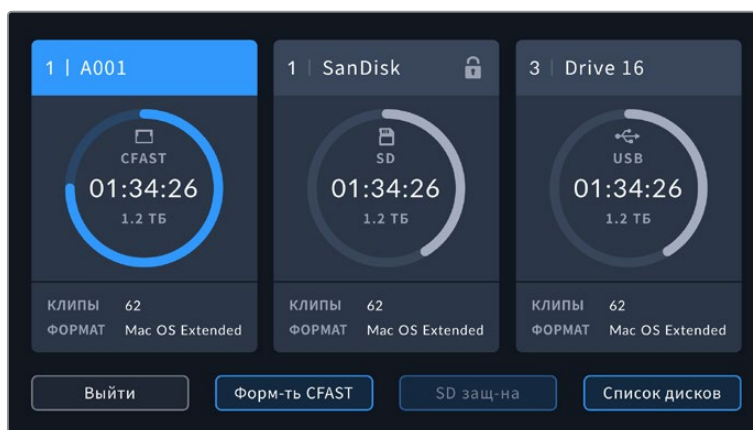 1 | A001
CFAST
01:34:26
1.2 ТБ
КЛИПЫ 62
ФОРМАТ Mac OS Extended
1 | SanDisk
SD
01:34:26
1.2 ТБ
КЛИПЫ 62
ФОРМАТ Mac OS Extended
3 | Drive 16
USB
01:34:26
1.2 ТБ
КЛИПЫ 62
ФОРМАТ Mac OS Extended
Выйти
Форм-ть CFAST
SD защ-на
Список дисков